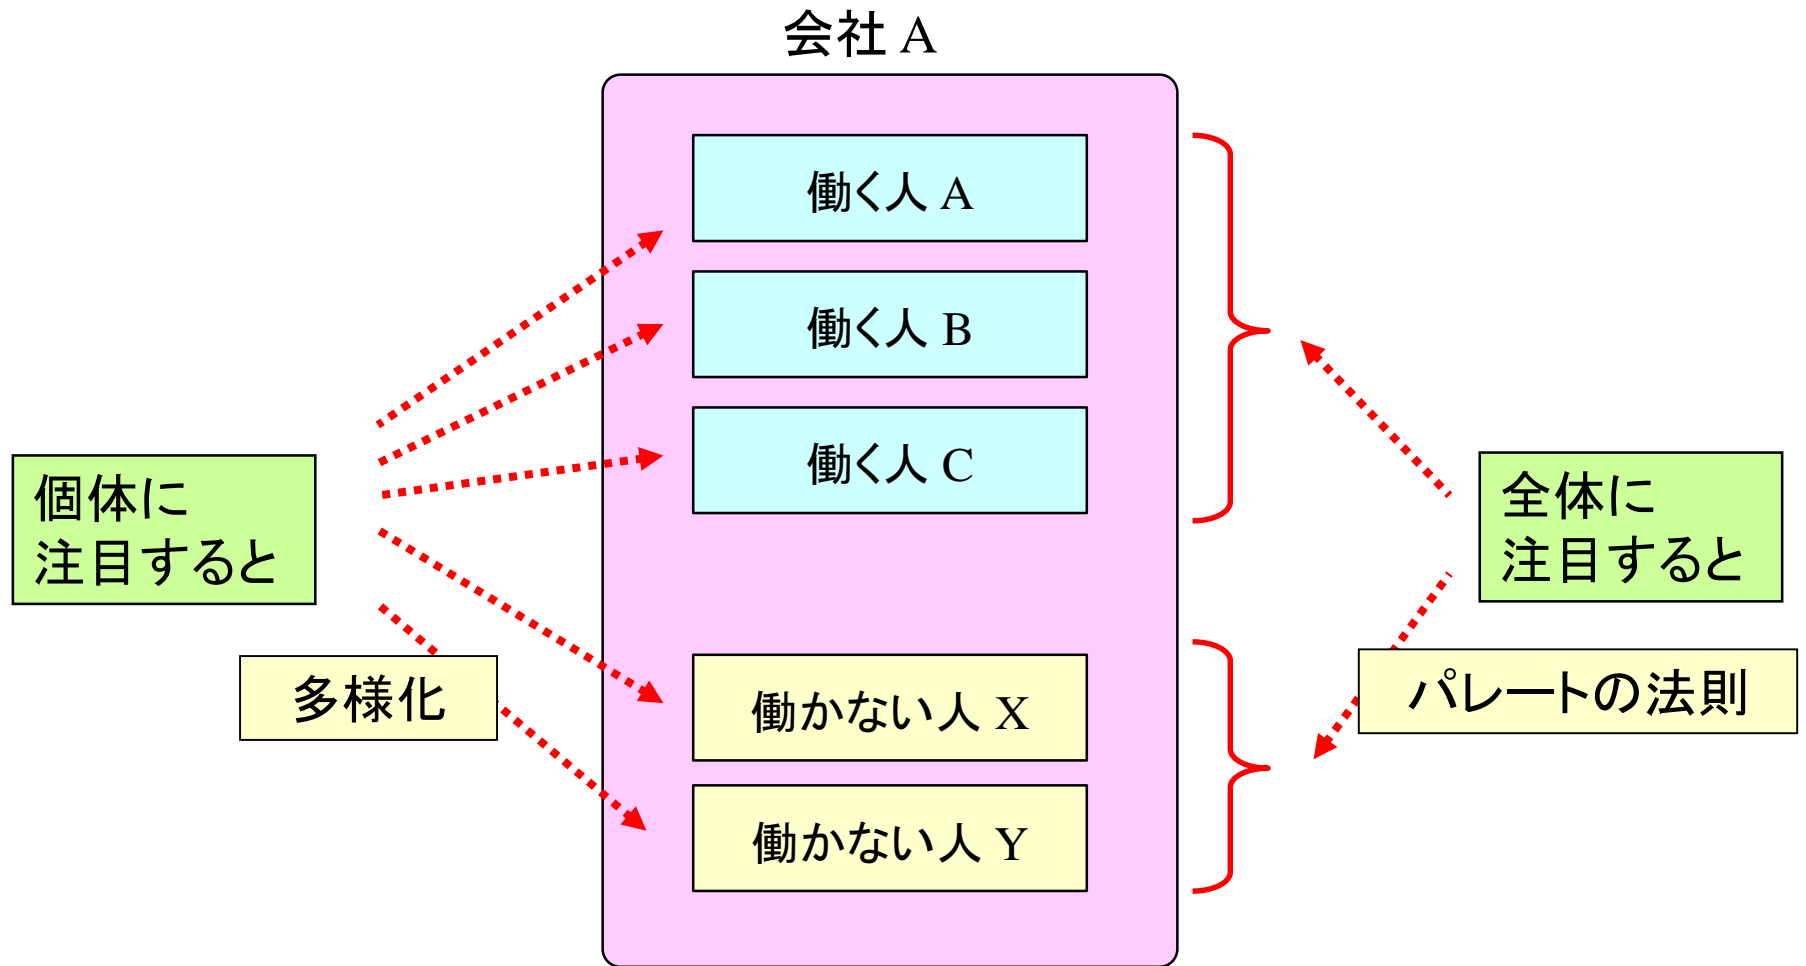 会社 A
働く人 A
働く人 B
働く人 C
個体に
注目すると
全体に
注目すると
多様化
パレートの法則
働かない人 X
働かない人 Y